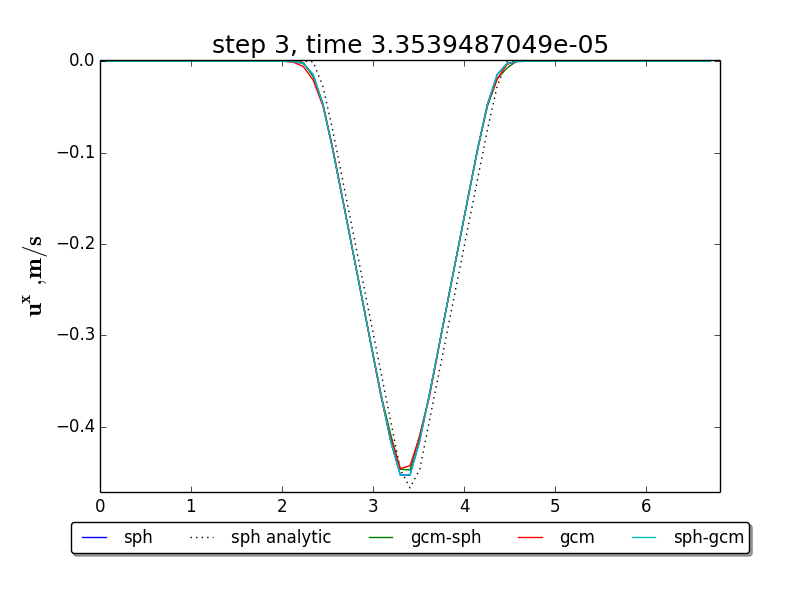 step 3, time 3.3539487049e-05
0.0
−0.1
−0.2
−0.3
−0.4
u^x ,m/s
0 1 2 3 4 5 6
sph sph analytic gcm-sph gcm sph-gcm